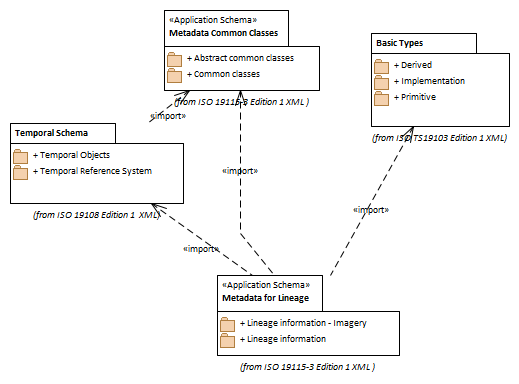 «Application Schema»
Metadata Common Classes
+ Abstract common classes
+ Common classes
(from ISO 19115-3 Edition 1 XML )
Basic Types
+ Derived
+ Implementation
+ Primitive
(from ISO/TS19103 Edition 1 XML)
«import»
Temporal Schema
+ Temporal Objects
+ Temporal Reference System
(from ISO 19108 Edition 1 XML)
«import»
«import»
«import»
«Application Schema»
Metadata for Lineage
+ Lineage information - Imagery
+ Lineage information
(from ISO 19115-3 Edition 1 XML )